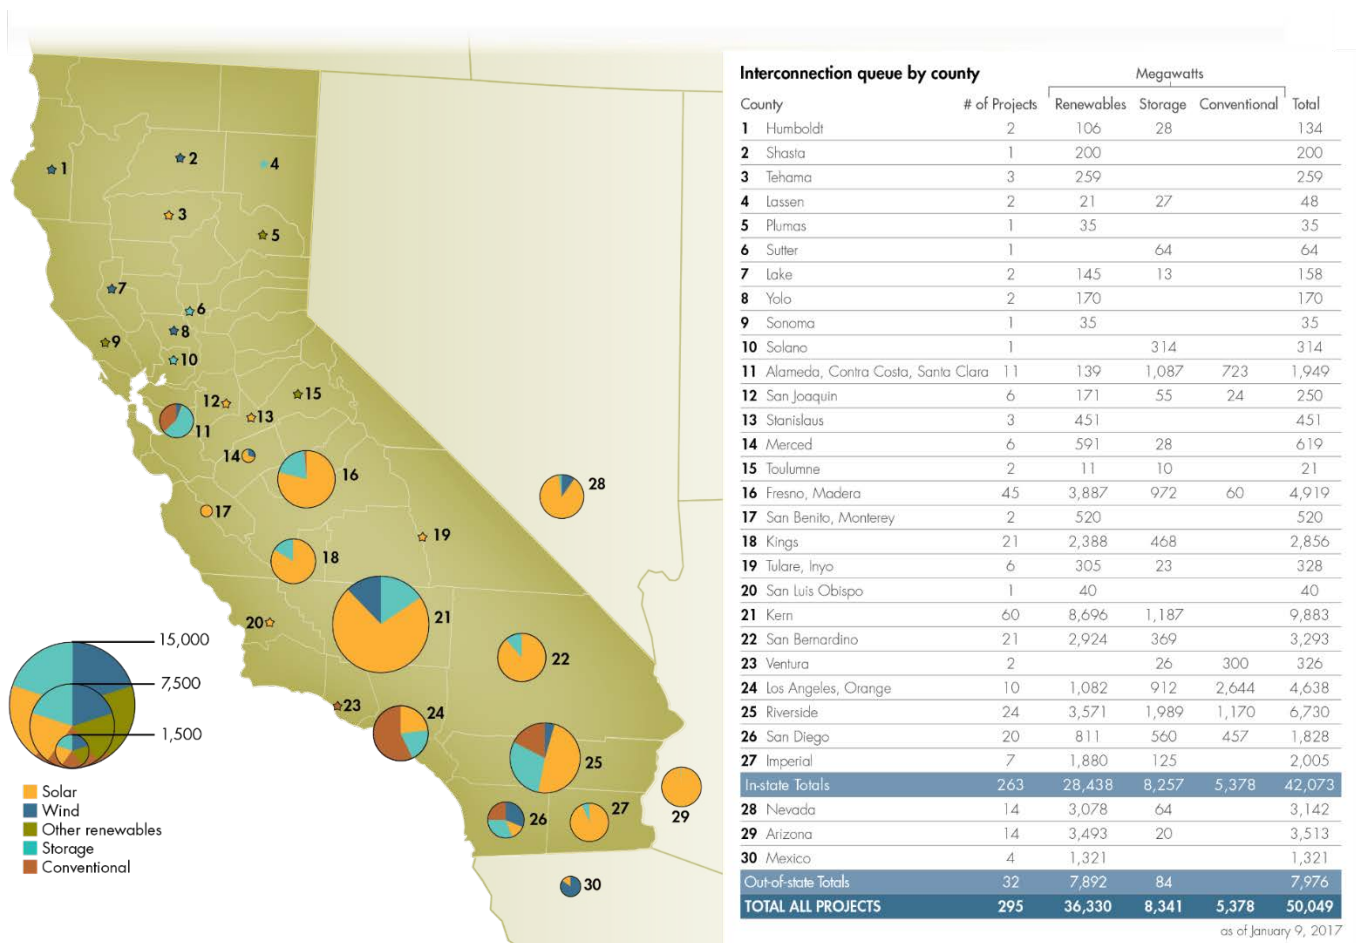 1
2
4
3
5
7
6
8
9
10
15
12
13
11
14
16
28
17
19
18
20
21
22
23
24
25
27
26
29
30
15,000
7,500
1,500
Solar
Wind
Other renewables
Storage
Conventional
Interconnection queue by county
Megawatts
County # of Projects Renewables Storage Conventional Total
1 Humboldt 2 106 28 134
2 Shasta 1 200 200
3 Tehama 3 259 259
4 Lassen 2 21 27 48
5 Plumas 1 35 35
6 Sutter 1 64 64
7 Lake 2 145 13 158
8 Yolo 2 170 170
9 Sonoma 1 35 35
10 Solano 1 314 314
11 Alameda, Contra Costa, Santa Clara 11 139 1,087 723 1,949
12 San Joaquin 6 171 55 24 250
13 Stanislaus 3 451 451
14 Merced 6 591 28 619
15 Toulumne 2 11 10 21
16 Fresno, Madera 45 3,887 972 60 4,919
17 San Benito, Monterey 2 520 520
18 Kings 21 2,388 468 2,856
19 Tulare, Inyo 6 305 23 328
20 San Luis Obispo 1 40 40
21 Kern 60 8,696 1,187 9,883
22 San Bernardino 21 2,924 369 3,293
23 Ventura 2 26 300 326
24 Los Angeles, Orange 10 1,082 912 2,644 4,638
25 Riverside 24 3,571 1,989 1,170 6,730
26 San Diego 20 811 560 457 1,828
27 Imperial 7 1,880 125 2,005
In-state Totals 263 28,438 8,257 5,378 42,073
28 Nevada 14 3,078 64 3,142
29 Arizona 14 3,493 20 3,513
30 Mexico 4 1,321 1,321
Out-of-state Totals 32 7,892 84 7,976
TOTAL ALL PROJECTS 295 36,330 8,341 5,378 50,049
as of January 9, 2017